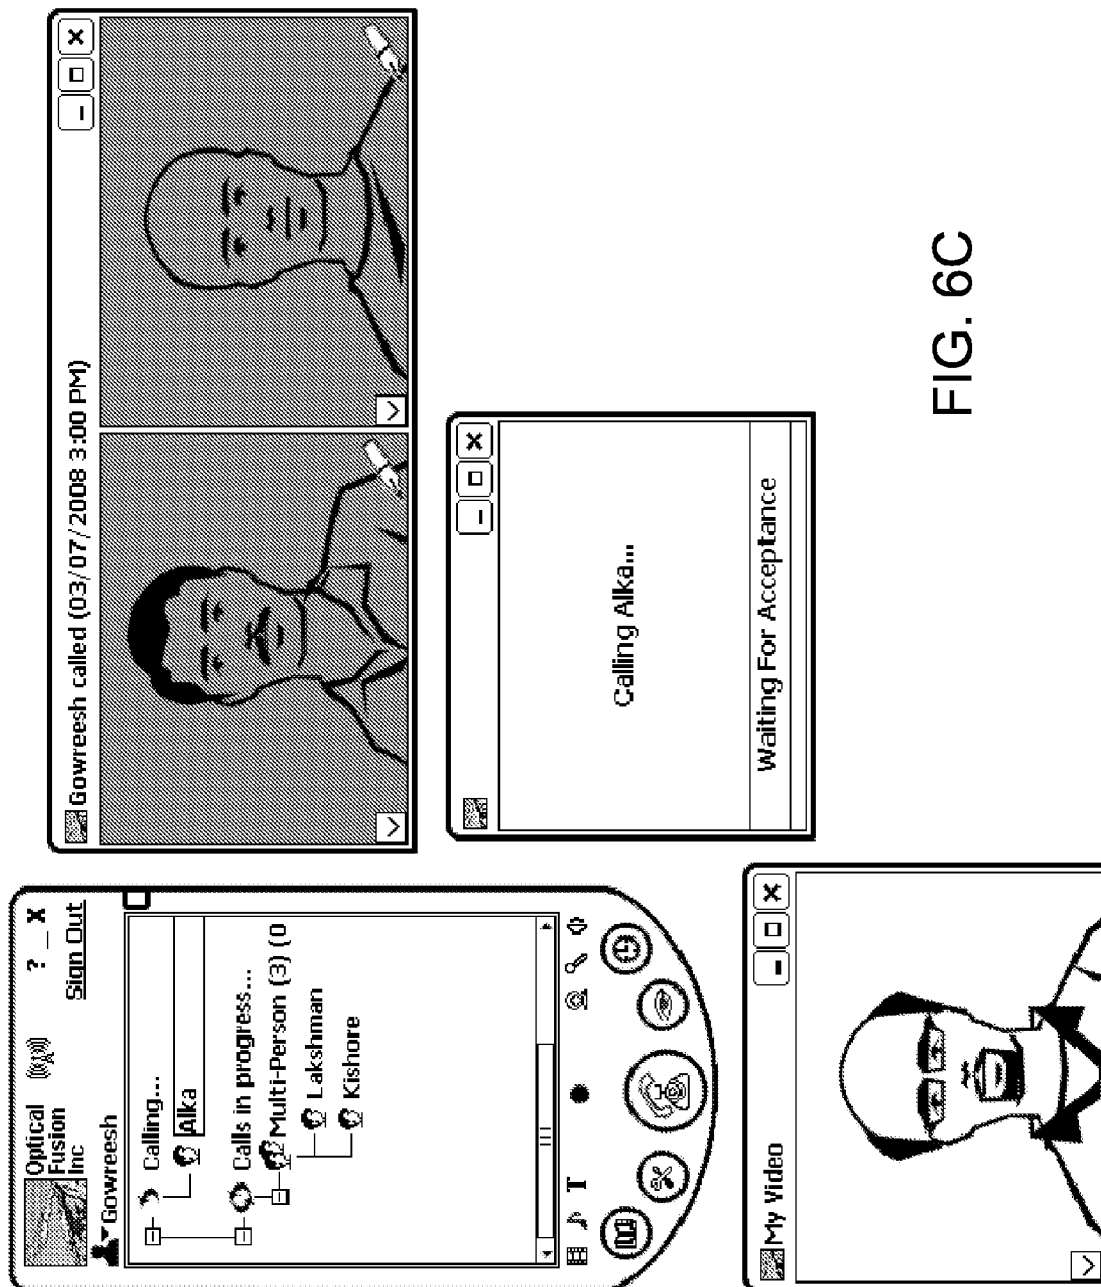 Optical
Fusion
Inc
? _ X
Sign Out
Gowreesh
Calling...
Alka
Calls in progress...
Multi-Person (3) (0
Lakshman
Kishore
T
Gowreesh called (03/07/2008 3:00 PM)
Calling Alka...
Waiting For Acceptance
My Video
FIG. 6C